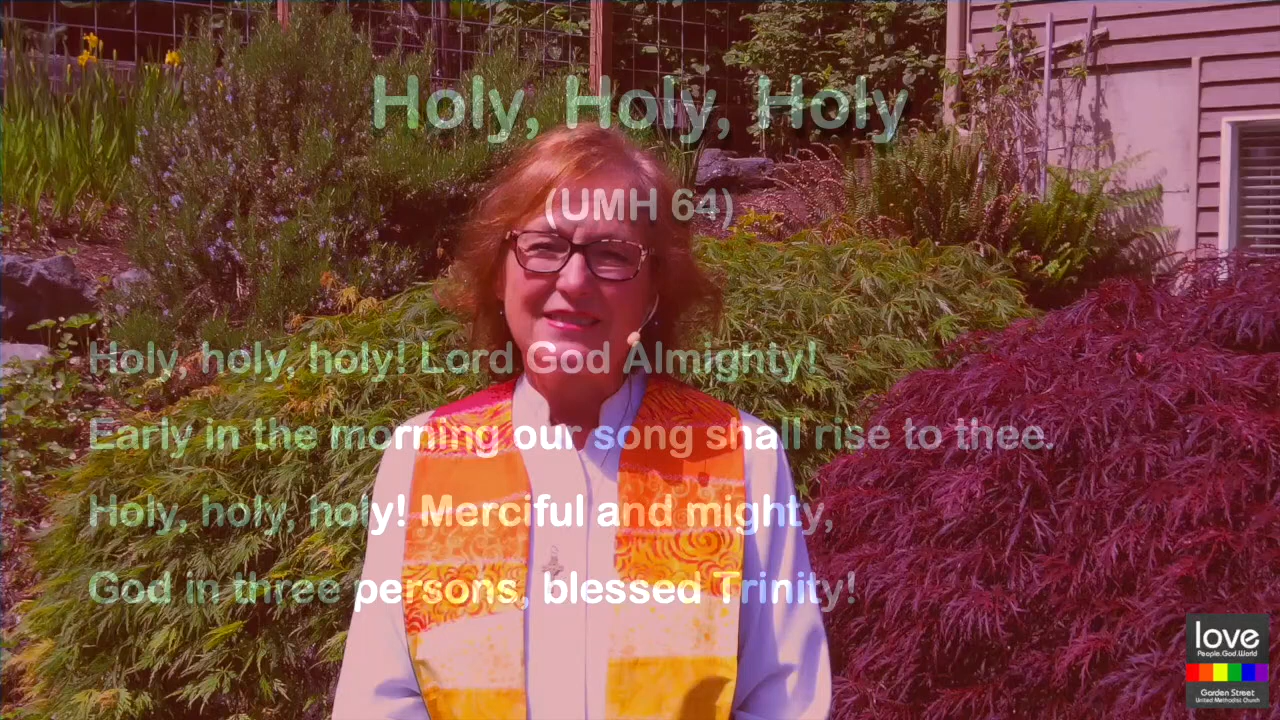 Holy, Holy, Holy
(UMH 64)
Holy, holy, holy! Lord God Almighty!
Early in the morning our song shall rise to thee.
Holy, holy, holy! Merciful and mighty,
God in three persons, blessed Trinity!
love
People.God.World
Garden Street
United Methodist Church